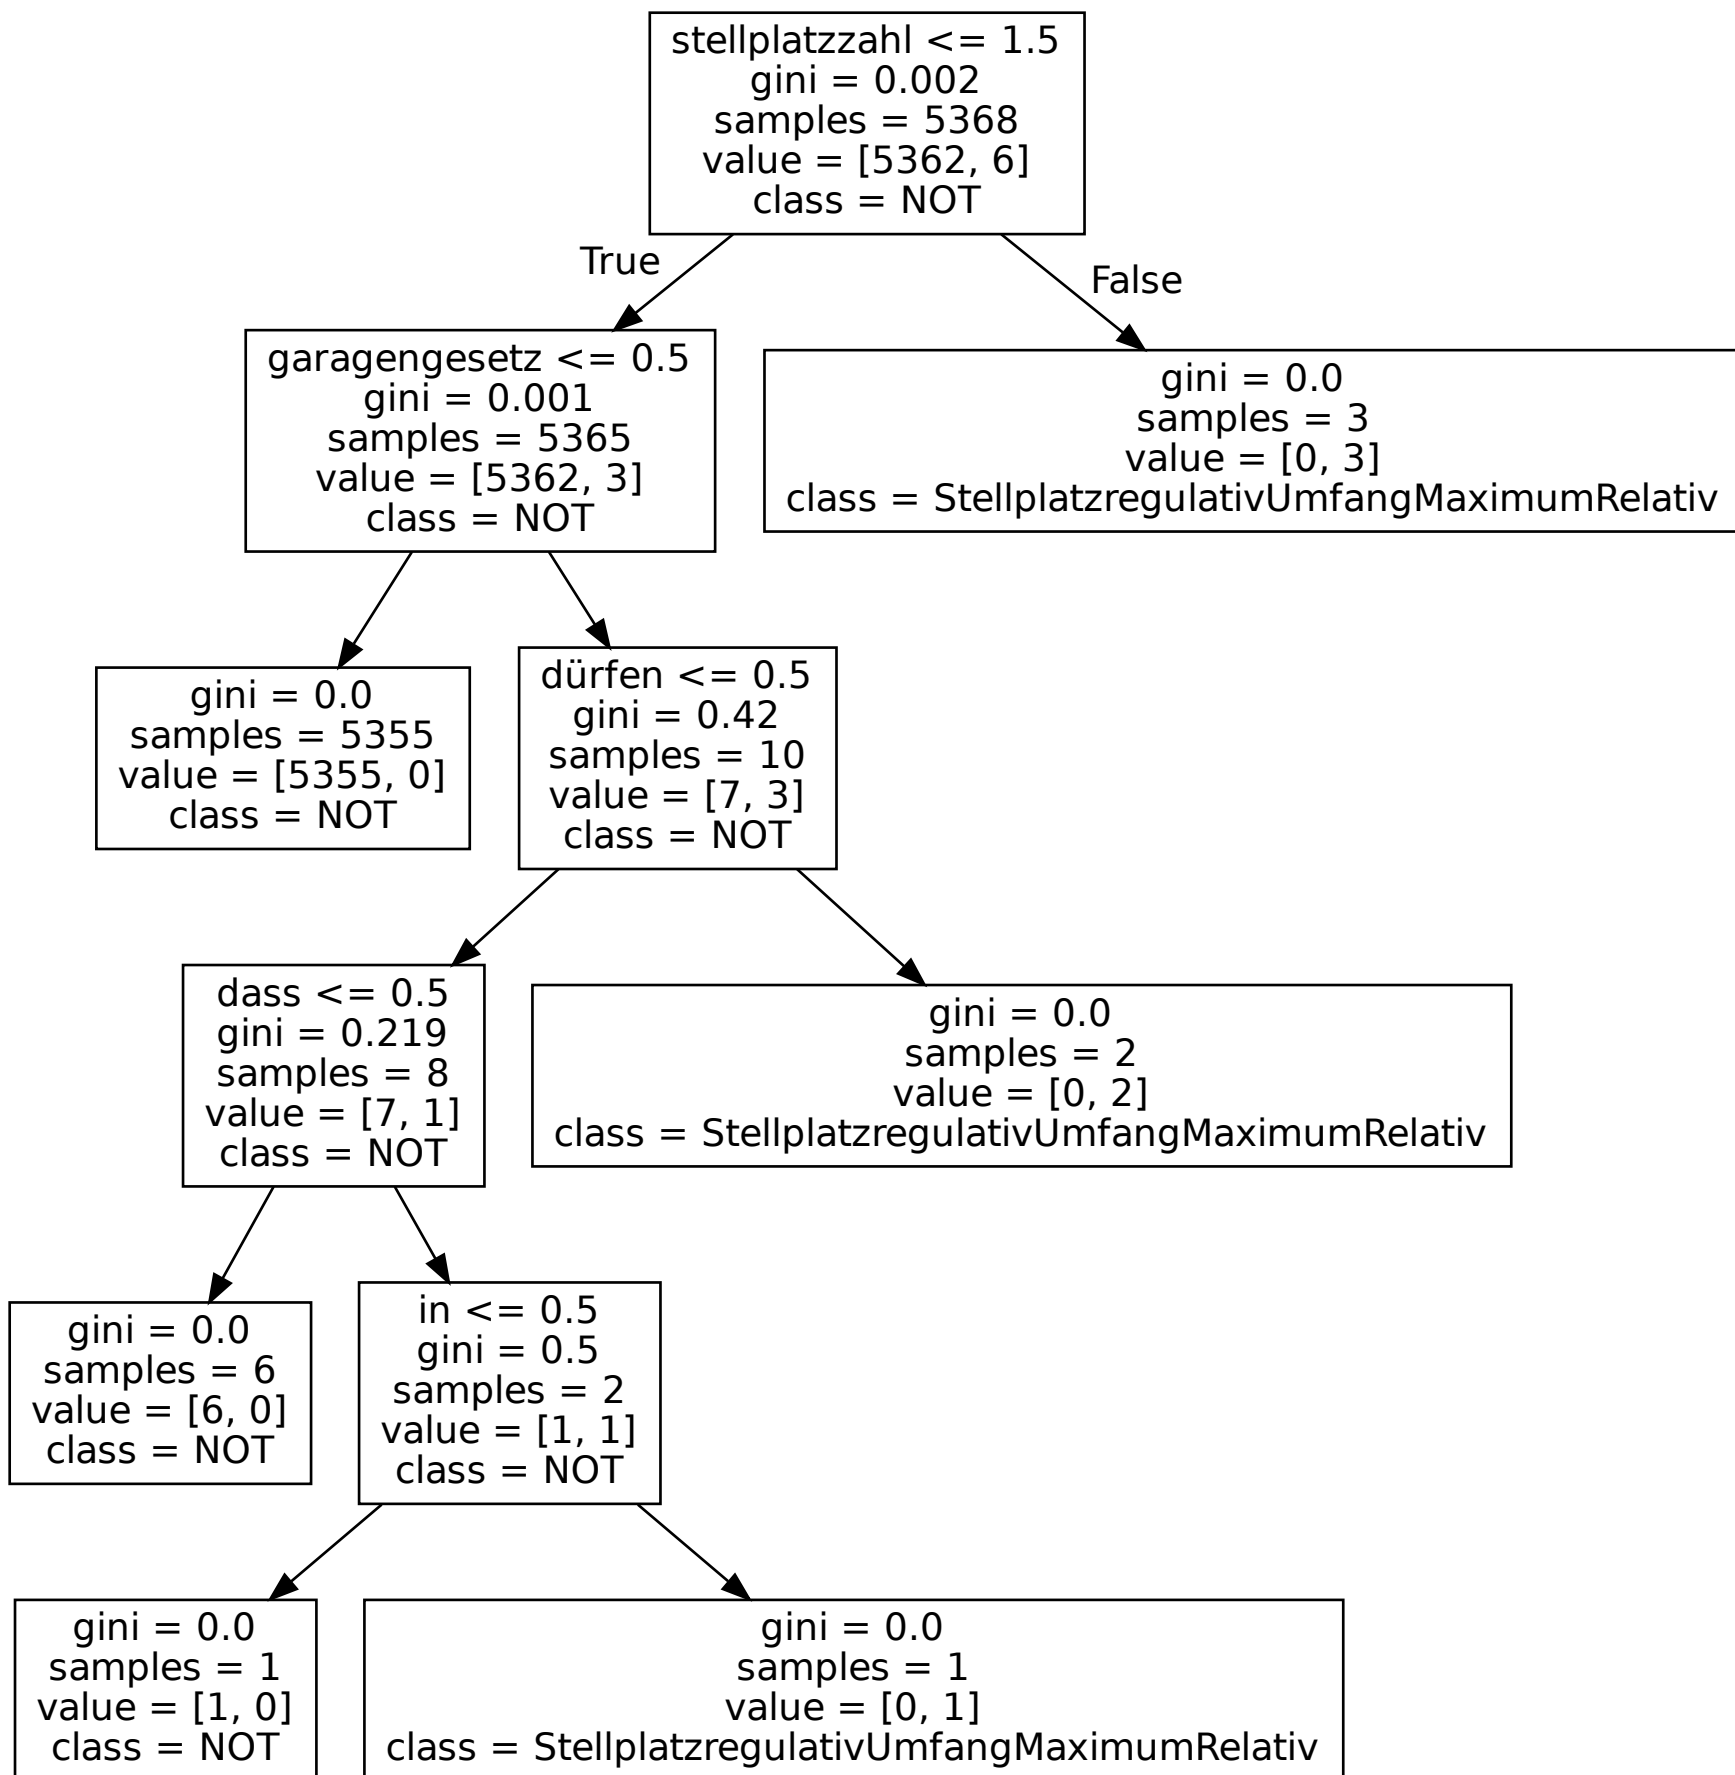 stellplatzzahl <= 1.5
gini = 0.002
samples = 5368
value = [5362, 6]
class = NOT
True
False
garagengesetz <= 0.5
gini = 0.001
samples = 5365
value = [5362, 3]
class = NOT
gini = 0.0
samples = 3
value = [0, 3]
class = StellplatzregulativUmfangMaximumRelativ
gini = 0.0
samples = 5355
value = [5355, 0]
class = NOT
dürfen <= 0.5
gini = 0.42
samples = 10
value = [7, 3]
class = NOT
dass <= 0.5
gini = 0.219
samples = 8
value = [7, 1]
class = NOT
gini = 0.0
samples = 2
value = [0, 2]
class = StellplatzregulativUmfangMaximumRelativ
gini = 0.0
samples = 6
value = [6, 0]
class = NOT
in <= 0.5
gini = 0.5
samples = 2
value = [1, 1]
class = NOT
gini = 0.0
samples = 1
value = [1, 0]
class = NOT
gini = 0.0
samples = 1
value = [0, 1]
class = StellplatzregulativUmfangMaximumRelativ